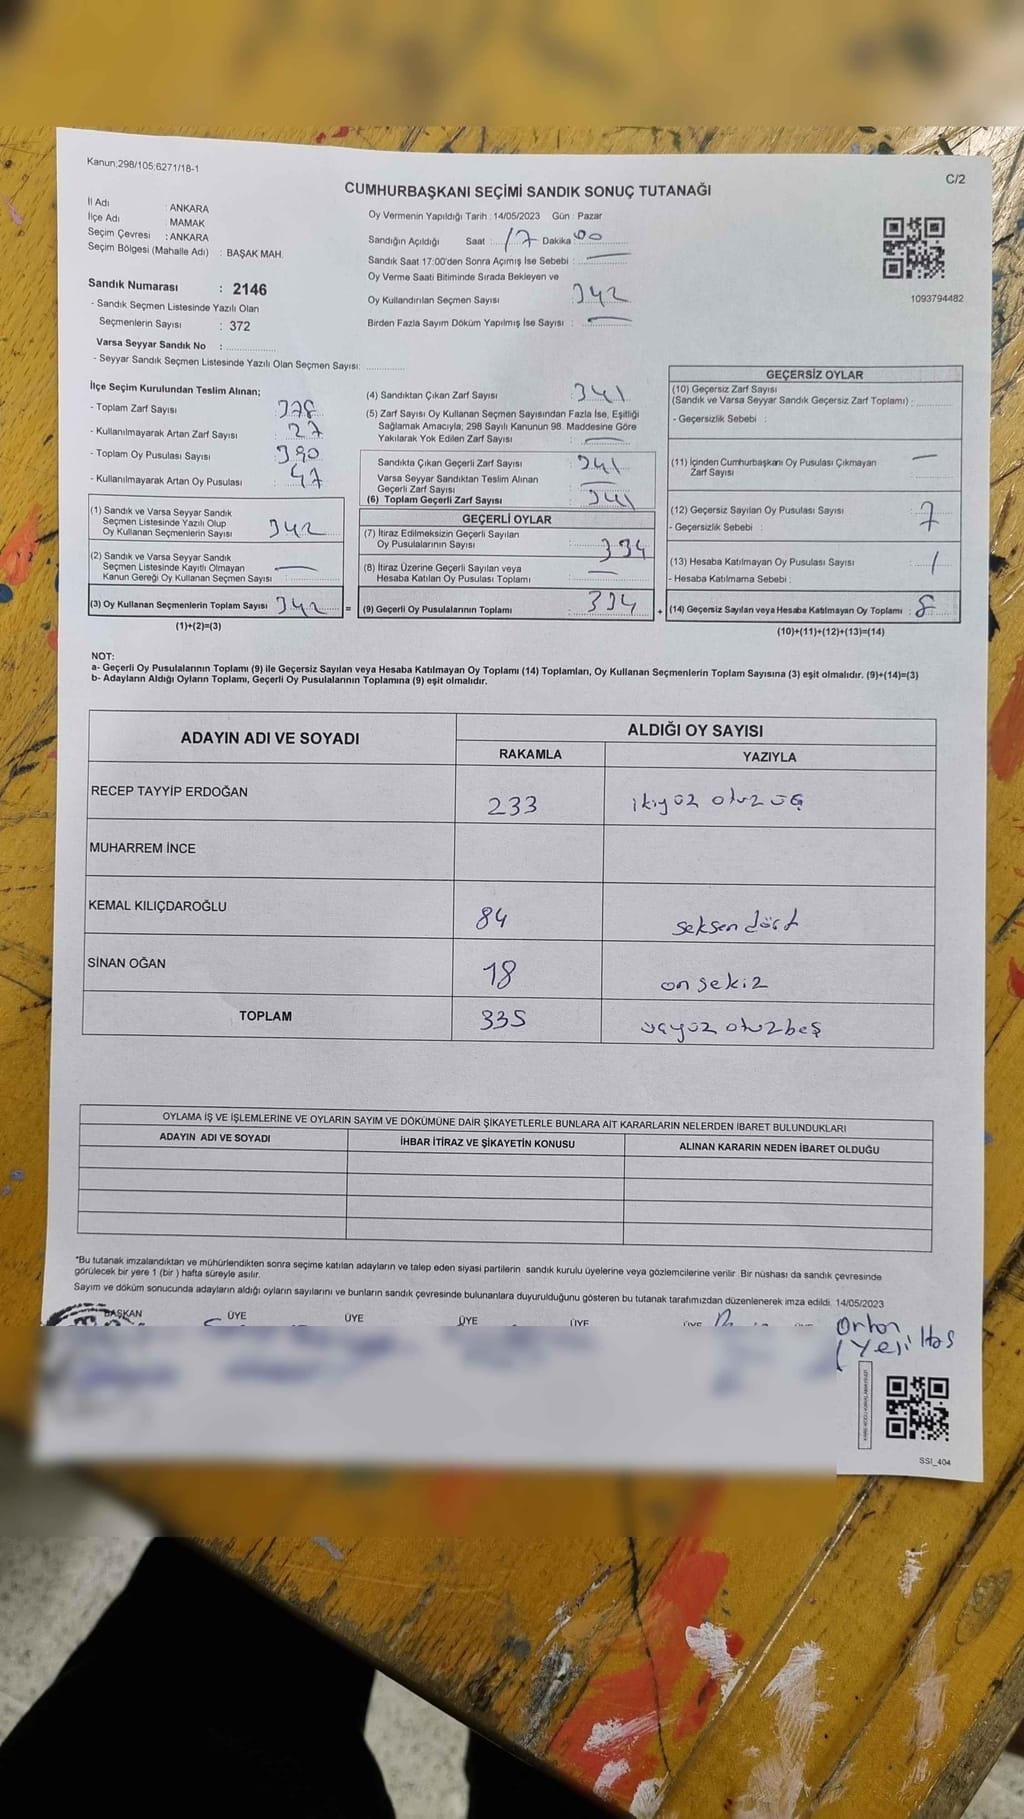 Kanun;298/105;6271/18-1
C/2
CUMHURBAŞKANI SEÇİMİ SANDIK SONUÇ TUTANAĞI
İl Adı : ANKARA
İlçe Adı : MAMAK
Seçim Çevresi : ANKARA
Seçim Bölgesi (Mahalle Adı) : BAŞAK MAH.
Sandık Numarası : 2146
- Sandık Seçmen Listesinde Yazılı Olan
Seçmenlerin Sayısı : 372
Varsa Seyyar Sandık No :
- Seyyar Sandık Seçmen Listesinde Yazılı Olan Seçmen Sayısı:
Oy Vermenin Yapıldığı Tarih : 14/05/2023 Gün : Pazar
Sandığın Açıldığı Saat : 17 Dakika : 00
Sandık Saat 17:00'den Sonra Açımış İse Sebebi :
Oy Verme Saati Bitiminde Sırada Bekleyen ve
Oy Kullandırılan Seçmen Sayısı : 342
Birden Fazla Sayım Döküm Yapılmış İse Sayısı :
1093794482
İlçe Seçim Kurulundan Teslim Alınan;
- Toplam Zarf Sayısı : 378
- Kullanılmayarak Artan Zarf Sayısı : 27
- Toplam Oy Pusulası Sayısı : 390
- Kullanılmayarak Artan Oy Pusulası : 47
(1) Sandık ve Varsa Seyyar Sandık
Seçmen Listesinde Yazılı Olup
Oy Kullanan Seçmenlerin Sayısı 342
(2) Sandık ve Varsa Seyyar Sandık
Seçmen Listesinde Kayıtlı Olmayan
Kanun Gereği Oy Kullanan Seçmen Sayısı
(3) Oy Kullanan Seçmenlerin Toplam Sayısı 342 =
(1)+(2)=(3)
(4) Sandıktan Çıkan Zarf Sayısı : 341
(5) Zarf Sayısı Oy Kullanan Seçmen Sayısından Fazla İse, Eşitliği
Sağlamak Amacıyla; 298 Sayılı Kanunun 98. Maddesine Göre
Yakılarak Yok Edilen Zarf Sayısı :
Sandıkta Çıkan Geçerli Zarf Sayısı : 341
Varsa Seyyar Sandıktan Teslim Alınan
Geçerli Zarf Sayısı :
(6) Toplam Geçerli Zarf Sayısı : 341
GEÇERLİ OYLAR
(7) İtiraz Edilmeksizin Geçerli Sayılan
Oy Pusulalarının Sayısı : 334
(8) İtiraz Üzerine Geçerli Sayılan veya
Hesaba Katılan Oy Pusulası Toplamı :
(9) Geçerli Oy Pusulalarının Toplamı : 334 +
GEÇERSİZ OYLAR
(10) Geçersiz Zarf Sayısı
(Sandık ve Varsa Seyyar Sandık Geçersiz Zarf Toplamı) :
- Geçersizlik Sebebi :
(11) İçinden Cumhurbaşkanı Oy Pusulası Çıkmayan
Zarf Sayısı
(12) Geçersiz Sayılan Oy Pusulası Sayısı : 7
- Geçersizlik Sebebi :
(13) Hesaba Katılmayan Oy Pusulası Sayısı : 1
- Hesaba Katılmama Sebebi :
(14) Geçersiz Sayılan veya Hesaba Katılmayan Oy Toplamı : 8
(10)+(11)+(12)+(13)=(14)
NOT:
a- Geçerli Oy Pusulalarının Toplamı (9) ile Geçersiz Sayılan veya Hesaba Katılmayan Oy Toplamı (14) Toplamları, Oy Kullanan Seçmenlerin Toplam Sayısına (3) eşit olmalıdır. (9)+(14)=(3)
b- Adayların Aldığı Oyların Toplamı, Geçerli Oy Pusulalarının Toplamına (9) eşit olmalıdır.
ADAYIN ADI VE SOYADI ALDIĞI OY SAYISI
RAKAMLA YAZIYLA
RECEP TAYYİP ERDOĞAN 233 ikiyüz otuz üç
MUHARREM İNCE
KEMAL KILIÇDAROĞLU 84 seksen dört
SİNAN OĞAN 18 on sekiz
TOPLAM 335 üçyüz otuzbeş
OYLAMA İŞ VE İŞLEMLERİNE VE OYLARIN SAYIM VE DÖKÜMÜNE DAİR ŞİKAYETLERLE BUNLARA AİT KARARLARIN NELERDEN İBARET BULUNDUKLARI
ADAYIN ADI VE SOYADI İHBAR İTİRAZ VE ŞİKAYETİN KONUSU ALINAN KARARIN NEDEN İBARET OLDUĞU
*Bu tutanak imzalandıktan ve mühürlendikten sonra seçime katılan adayların ve talep eden siyasi partilerin sandık kurulu üyelerine veya gözlemcilerine verilir. Bir nüshası da sandık çevresinde
görülecek bir yere 1 (bir ) hafta süreyle asılır.
Sayım ve döküm sonucunda adayların aldığı oyların sayılarını ve bunların sandık çevresinde bulunanlara duyurulduğunu gösteren bu tutanak tarafımızdan düzenlenerek imza edildi. 14/05/2023
BAŞKAN ÜYE ÜYE ÜYE ÜYE ÜYE
Orhan
Yeşiltaş
SSI_404